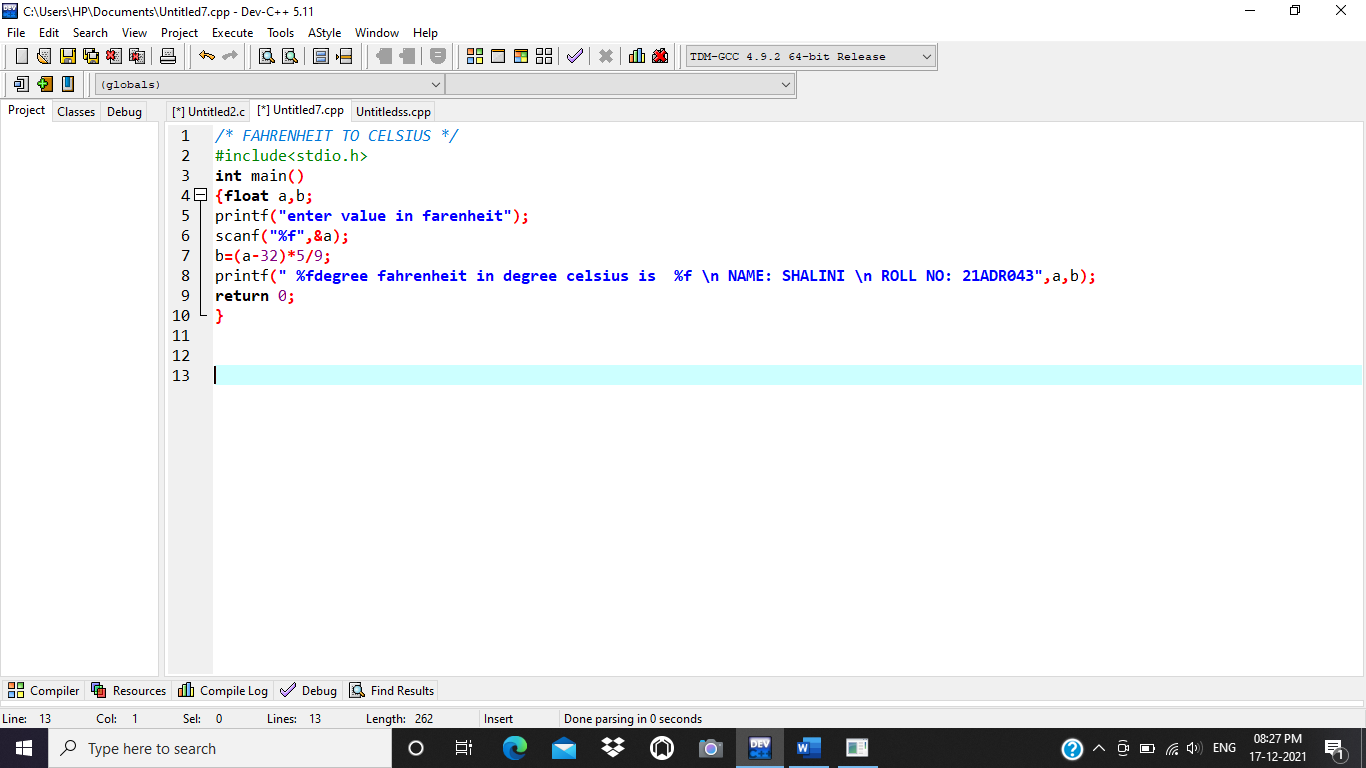 C:\Users\HP\Documents\Untitled7.cpp - Dev-C++ 5.11
File Edit Search View Project Execute Tools AStyle Window Help
TDM-GCC 4.9.2 64-bit Release
(globals)
Project Classes Debug [*] Untitled2.c [*] Untitled7.cpp Untitledss.cpp
1 /* FAHRENHEIT TO CELSIUS */
2 #include<stdio.h>
3 int main()
4 {float a,b;
5 printf("enter value in farenheit");
6 scanf("%f",&a);
7 b=(a-32)*5/9;
8 printf(" %fdegree fahrenheit in degree celsius is  %f \n NAME: SHALINI \n ROLL NO: 21ADR043",a,b);
9 return 0;
10 }
11
12
13
Compiler Resources Compile Log Debug Find Results
Line: 13 Col: 1 Sel: 0 Lines: 13 Length: 262 Insert Done parsing in 0 seconds
Type here to search DEV W ENG 08:27 PM
17-12-2021 1